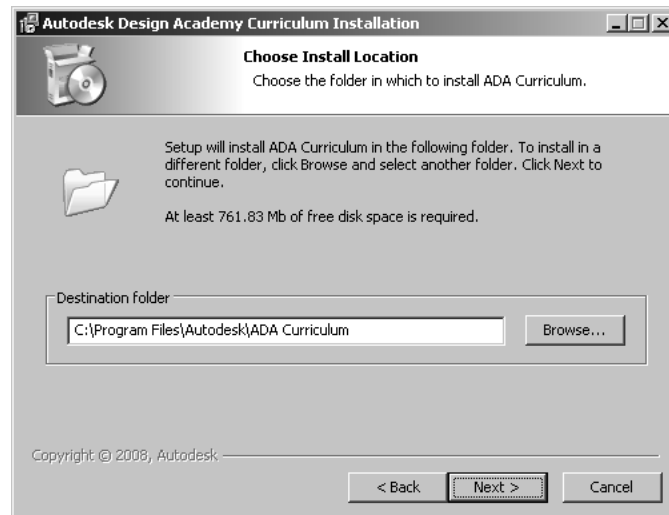 Autodesk Design Academy Curriculum Installation
Choose Install Location
Choose the folder in which to install ADA Curriculum.
Setup will install ADA Curriculum in the following folder. To install in a
different folder, click Browse and select another folder. Click Next to
continue.
At least 761.83 Mb of free disk space is required.
Destination folder
C:\Program Files\Autodesk\ADA Curriculum
Browse...
Copyright © 2008, Autodesk
< Back
Next >
Cancel